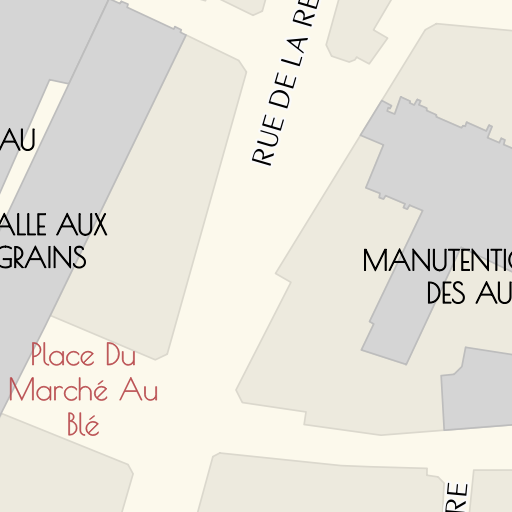 RUE DE LA RE
AU
ALLE AUX
GRAINS
MANUTENTIO
DES AU
Place Du
Marché Au
Blé
RE